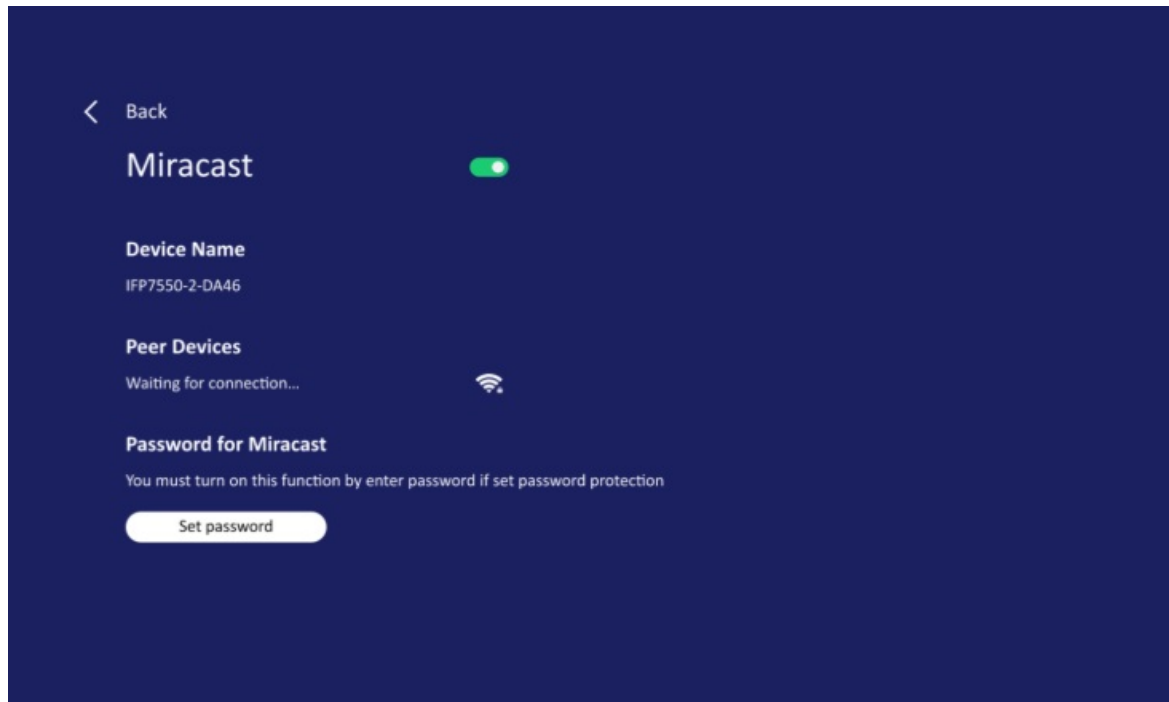 Back
Miracast
Device Name
IFP7550-2-DA46
Peer Devices
Waiting for connection...
Password for Miracast
You must turn on this function by enter password if set password protection
Set password